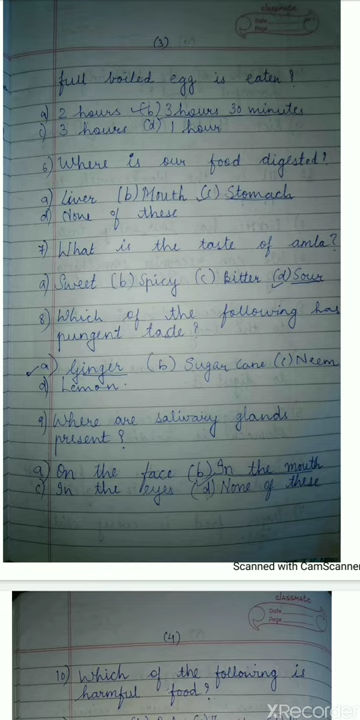 classmate
Date
Page
(3)
full boiled egg is eaten?
a) 2 hours (b) 3 hours 30 minutes
c) 3 hours (d) 1 hour
6) Where is our food digested?
a) Liver (b) Mouth (c) Stomach
d) None of these
7) What is the taste of amla?
a) Sweet (b) Spicy (c) Bitter (d) Sour
8) Which of the following has
pungent taste?
a) Ginger (b) Sugar Cane (c) Neem
d) Lemon.
9) Where are salivary glands
present?
a) On the face (b) In the mouth
c) In the eyes (d) None of these
Scanned with CamScanner
classmate
Date
Page
(4)
10) Which of the following is
harmful food?
XRecorder